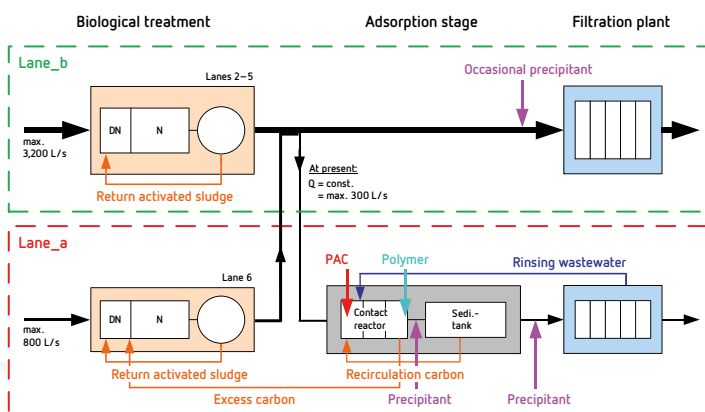 Biological treatment
Adsorption stage
Filtration plant
Lane_b
Lanes 2–5
Occasional precipitant
DN
N
max.
3,200 L/s
At present:
Q = const.
= max. 300 L/s
Return activated sludge
Lane_a
PAC
Polymer
Rinsing wastewater
Lane 6
DN
N
Contact
reactor
Sedi.-
tank
max.
800 L/s
Return activated sludge
Recirculation carbon
Excess carbon
Precipitant
Precipitant